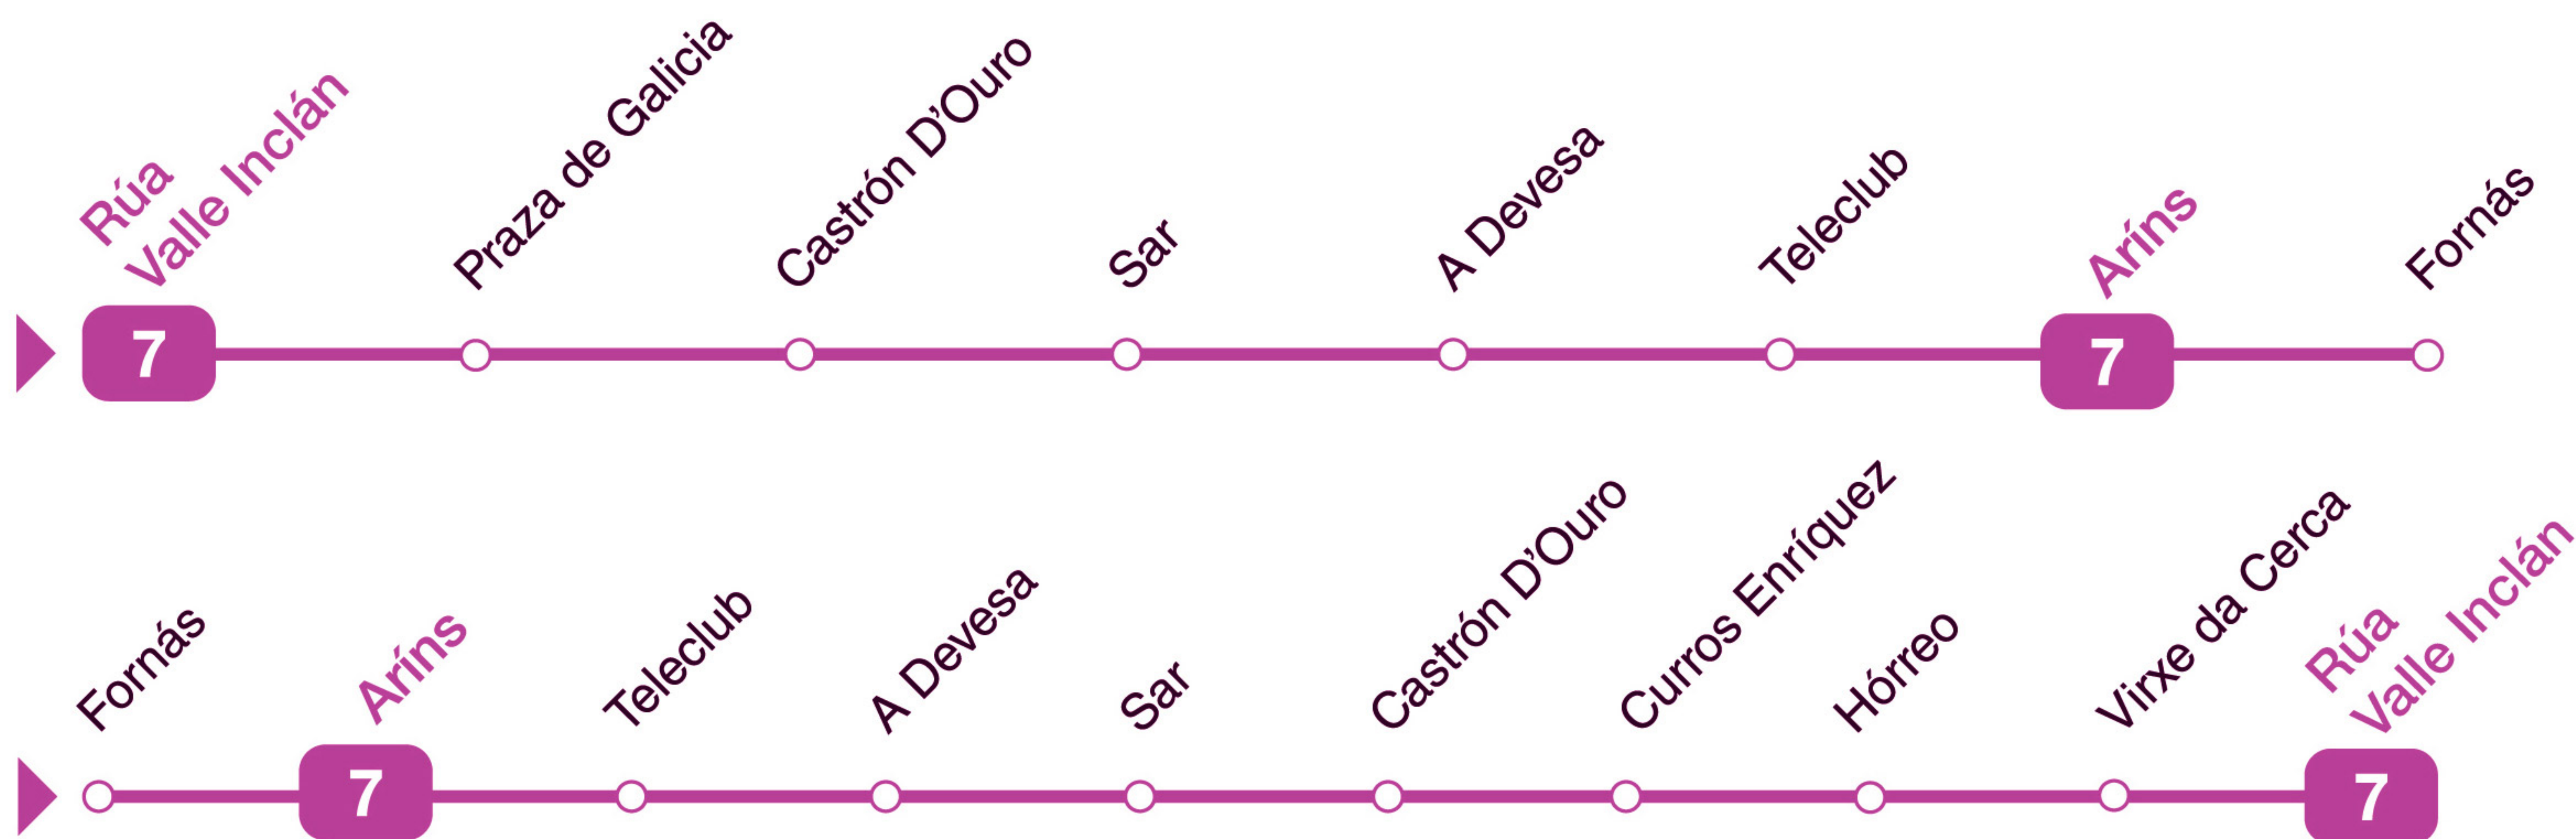 Rúa
Valle Inclán
Praza de Galicia
Castrón D’Ouro
Sar
A Devesa
Teleclub
Aríns
Fornás
7
7
Fornás
Aríns
Teleclub
A Devesa
Sar
Castrón D’Ouro
Curros Enríquez
Hórreo
Virxe da Cerca
Rúa
Valle Inclán
7
7